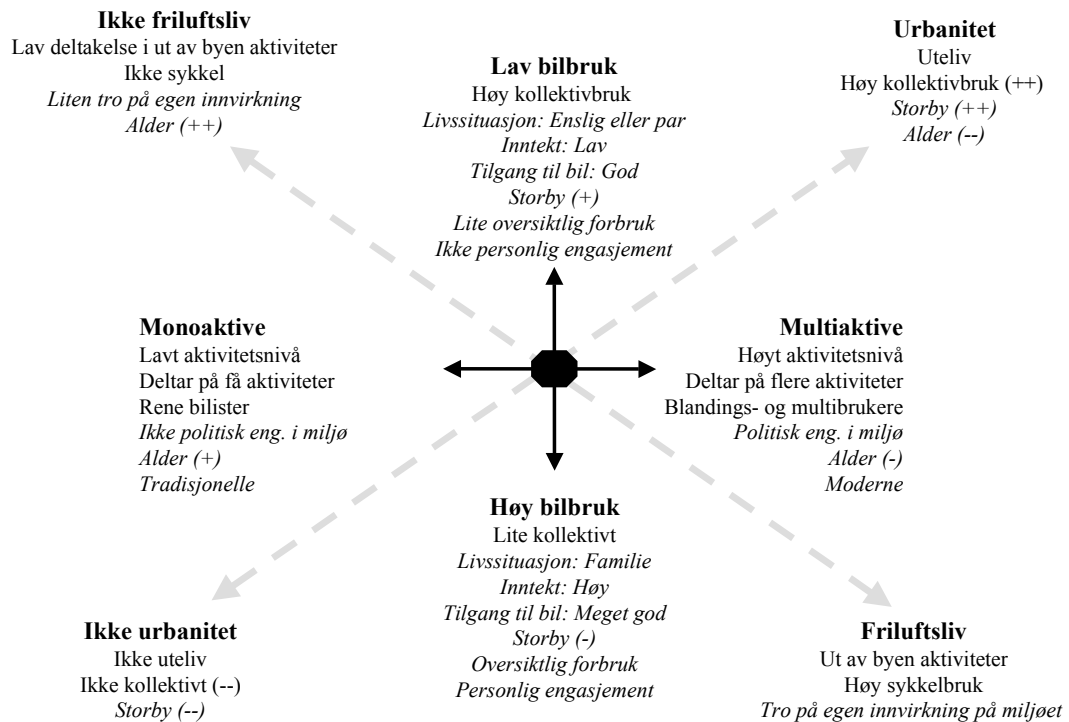 Ikke friluftsliv
Lav deltakelse i ut av byen aktiviteter
Ikke sykkel
Liten tro på egen innvirkning
Alder (++)
Lav bilbruk
Høy kollektivbruk
Livssituasjon: Enslig eller par
Inntekt: Lav
Tilgang til bil: God
Storby (+)
Lite oversiktlig forbruk
Ikke personlig engasjement
Urbanitet
Uteliv
Høy kollektivbruk (++)
Storby (++)
Alder (--)
Monoaktive
Lavt aktivitetsnivå
Deltar på få aktiviteter
Rene bilister
Ikke politisk eng. i miljø
Alder (+)
Tradisjonelle
Multiaktive
Høyt aktivitetsnivå
Deltar på flere aktiviteter
Blandings- og multibrukere
Politisk eng. i miljø
Alder (-)
Moderne
Ikke urbanitet
Ikke uteliv
Ikke kollektivt (--)
Storby (--)
Høy bilbruk
Lite kollektivt
Livssituasjon: Familie
Inntekt: Høy
Tilgang til bil: Meget god
Storby (-)
Oversiktlig forbruk
Personlig engasjement
Friluftsliv
Ut av byen aktiviteter
Høy sykkelbruk
Tro på egen innvirkning på miljøet